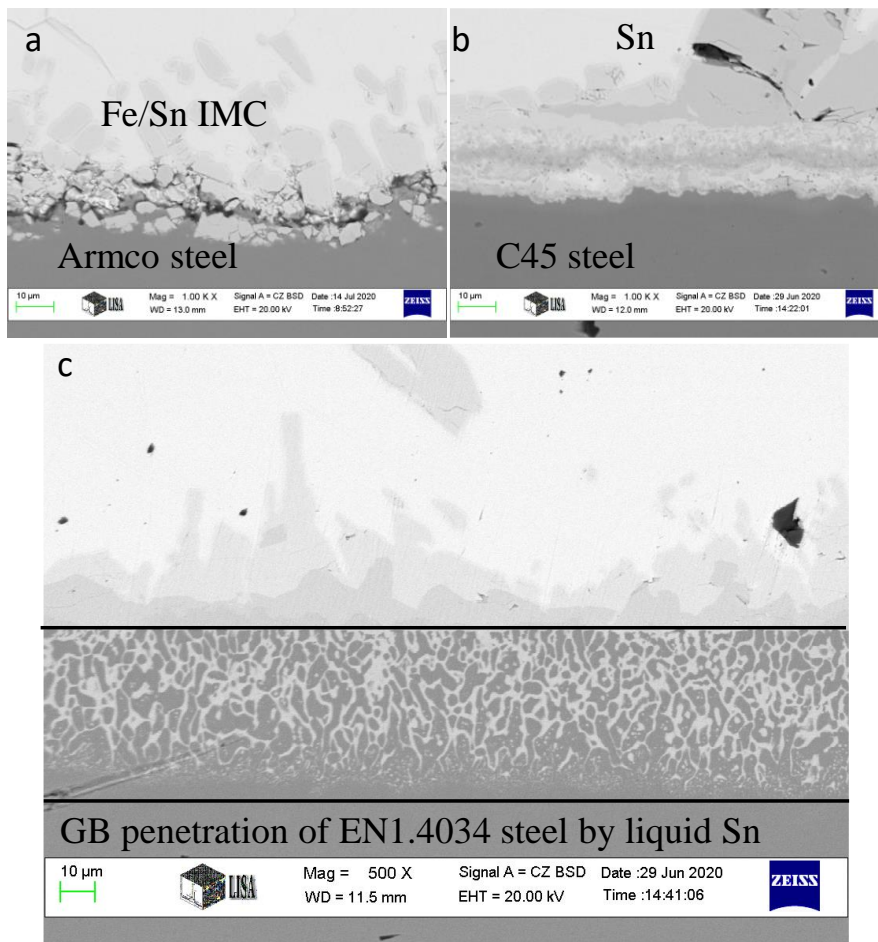 a
Fe/Sn IMC
Armco steel
10 µm
LISA
Mag = 1.00 K X Signal A = CZ BSD Date :14 Jul 2020
WD = 13.0 mm EHT = 20.00 kV Time :8:52:27
ZEISS
b
Sn
C45 steel
10 µm
LISA
Mag = 1.00 K X Signal A = CZ BSD Date :29 Jun 2020
WD = 12.0 mm EHT = 20.00 kV Time :14:22:01
ZEISS
c
GB penetration of EN1.4034 steel by liquid Sn
10 µm
LISA
Mag = 500 X Signal A = CZ BSD Date :29 Jun 2020
WD = 11.5 mm EHT = 20.00 kV Time :14:41:06
ZEISS